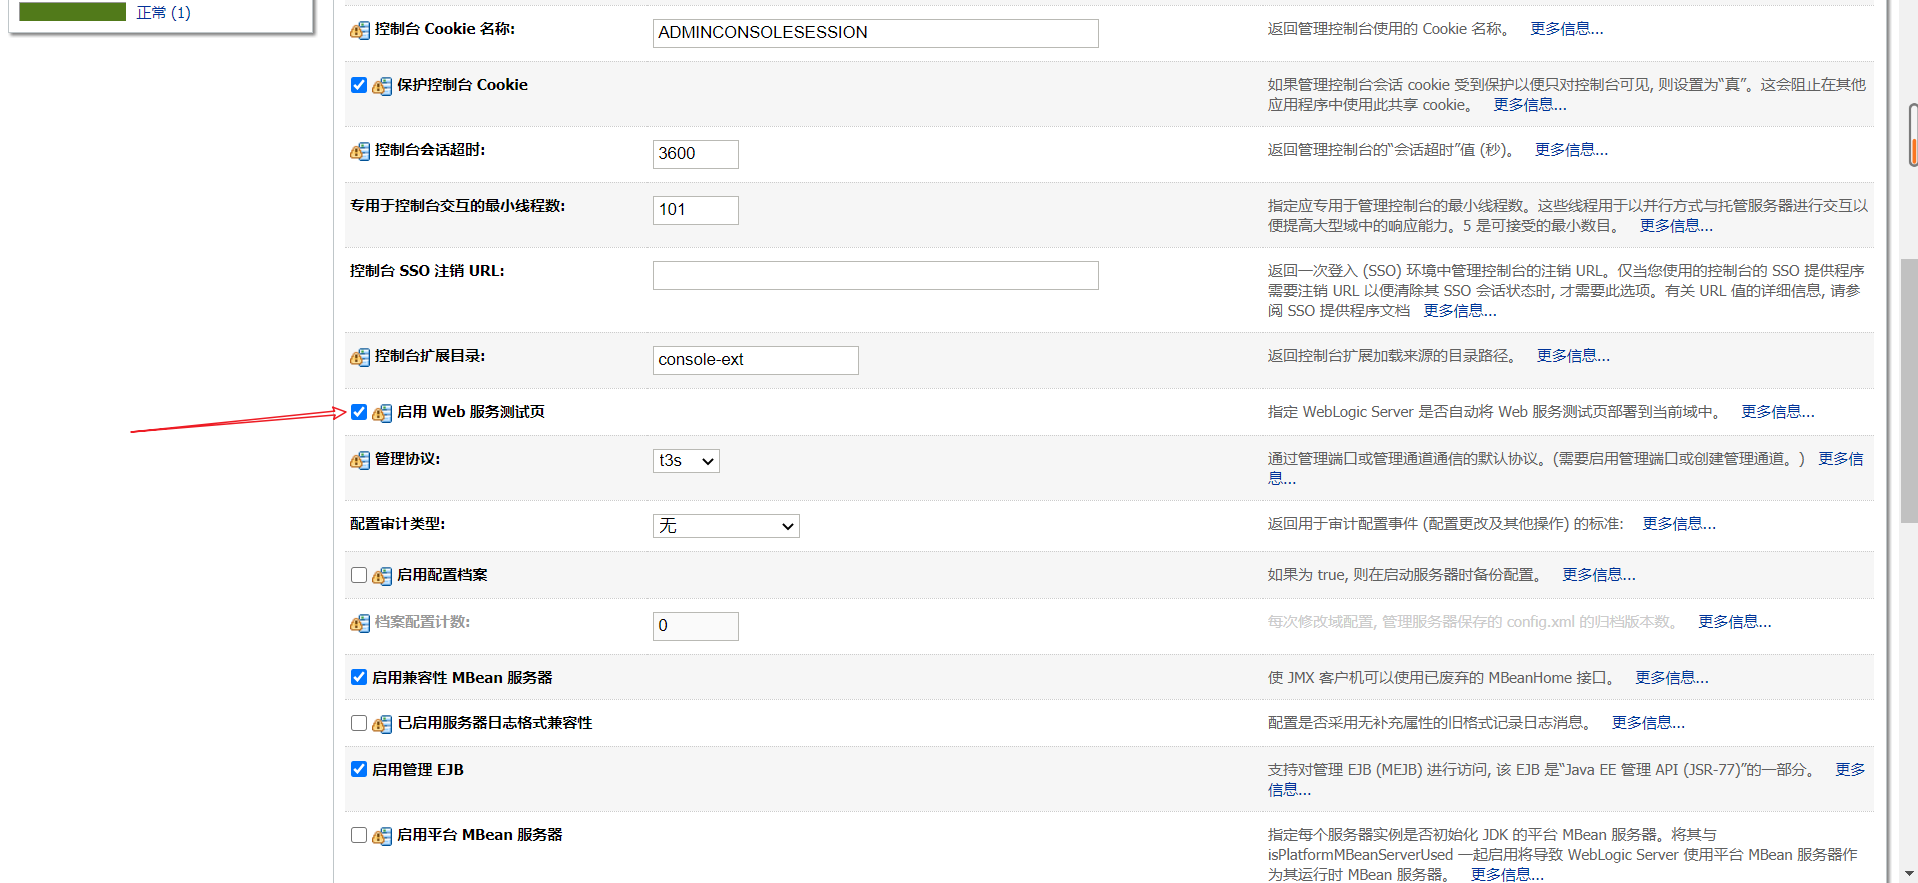 正常 (1)
控制台 Cookie 名称:
ADMINCONSOLESESSION
返回管理控制台使用的 Cookie 名称。 更多信息...
保护控制台 Cookie
如果管理控制台会话 cookie 受到保护以便只对控制台可见, 则设置为“真”。这会阻止在其他
应用程序中使用此共享 cookie。 更多信息...
控制台会话超时:
3600
返回管理控制台的“会话超时”值 (秒)。 更多信息...
专用于控制台交互的最小线程数:
101
指定应专用于管理控制台的最小线程数。这些线程用于以并行方式与托管服务器进行交互以
便提高大型域中的响应能力。5 是可接受的最小数目。 更多信息...
控制台 SSO 注销 URL:
返回一次登入 (SSO) 环境中管理控制台的注销 URL。仅当您使用的控制台的 SSO 提供程序
需要注销 URL 以便清除其 SSO 会话状态时, 才需要此选项。有关 URL 值的详细信息, 请参
阅 SSO 提供程序文档 更多信息...
控制台扩展目录:
console-ext
返回控制台扩展加载来源的目录路径。 更多信息...
启用 Web 服务测试页
指定 WebLogic Server 是否自动将 Web 服务测试页部署到当前域中。 更多信息...
管理协议:
t3s
通过管理端口或管理通道通信的默认协议。(需要启用管理端口或创建管理通道。) 更多信
息...
配置审计类型:
无
返回用于审计配置事件 (配置更改及其他操作) 的标准: 更多信息...
启用配置档案
如果为 true, 则在启动服务器时备份配置。 更多信息...
档案配置计数:
0
每次修改域配置, 管理服务器保存的 config.xml 的归档版本数。 更多信息...
启用兼容性 MBean 服务器
使 JMX 客户机可以使用已废弃的 MBeanHome 接口。 更多信息...
已启用服务器日志格式兼容性
配置是否采用无补充属性的旧格式记录日志消息。 更多信息...
启用管理 EJB
支持对管理 EJB (MEJB) 进行访问, 该 EJB 是“Java EE 管理 API (JSR-77)”的一部分。 更多
信息...
启用平台 MBean 服务器
指定每个服务器实例是否初始化 JDK 的平台 MBean 服务器。将其与
isPlatformMBeanServerUsed 一起启用将导致 WebLogic Server 使用平台 MBean 服务器作
为其运行时 MBean 服务器。 更多信息...